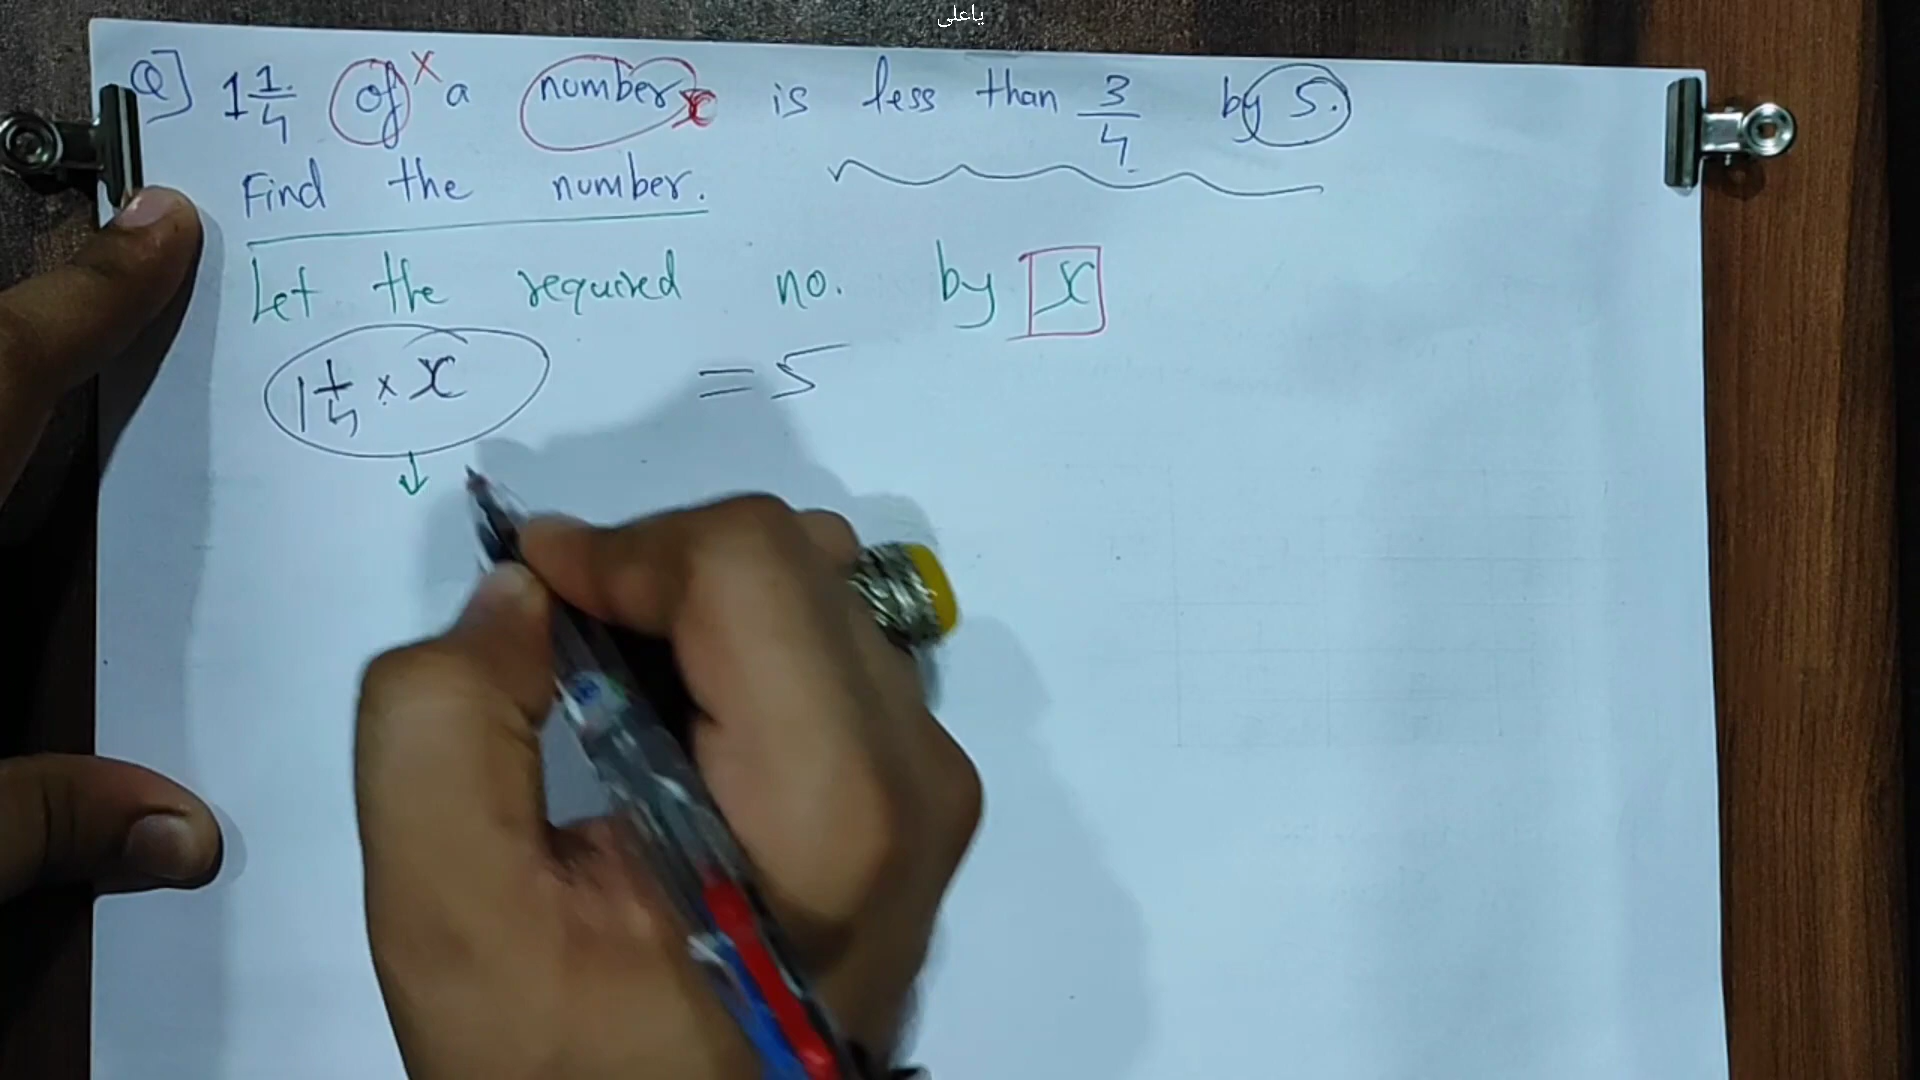 یاعلی
Q] 1 1/4 of x a number x is less than 3/4 by 5.
Find the number.
Let the required no. by x
1 1/4 × x = 5